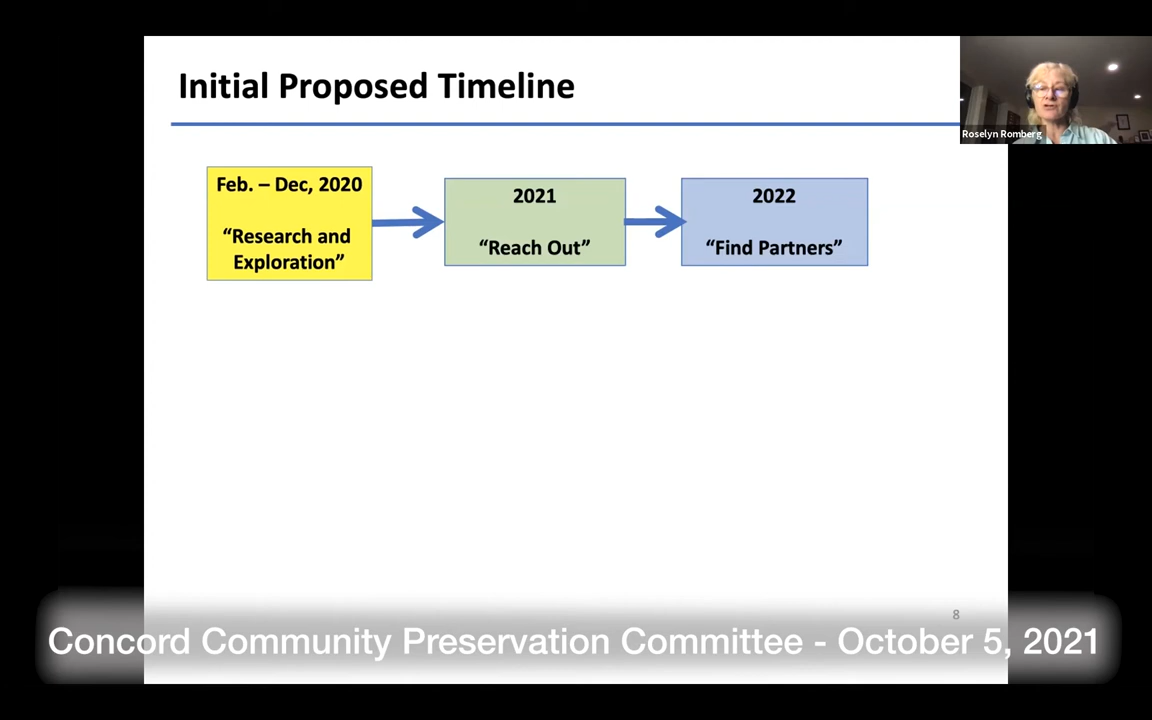 Initial Proposed Timeline
Roselyn Romberg
Feb. – Dec, 2020
“Research and
Exploration”
2021
“Reach Out”
2022
“Find Partners”
8
Concord Community Preservation Committee - October 5, 2021